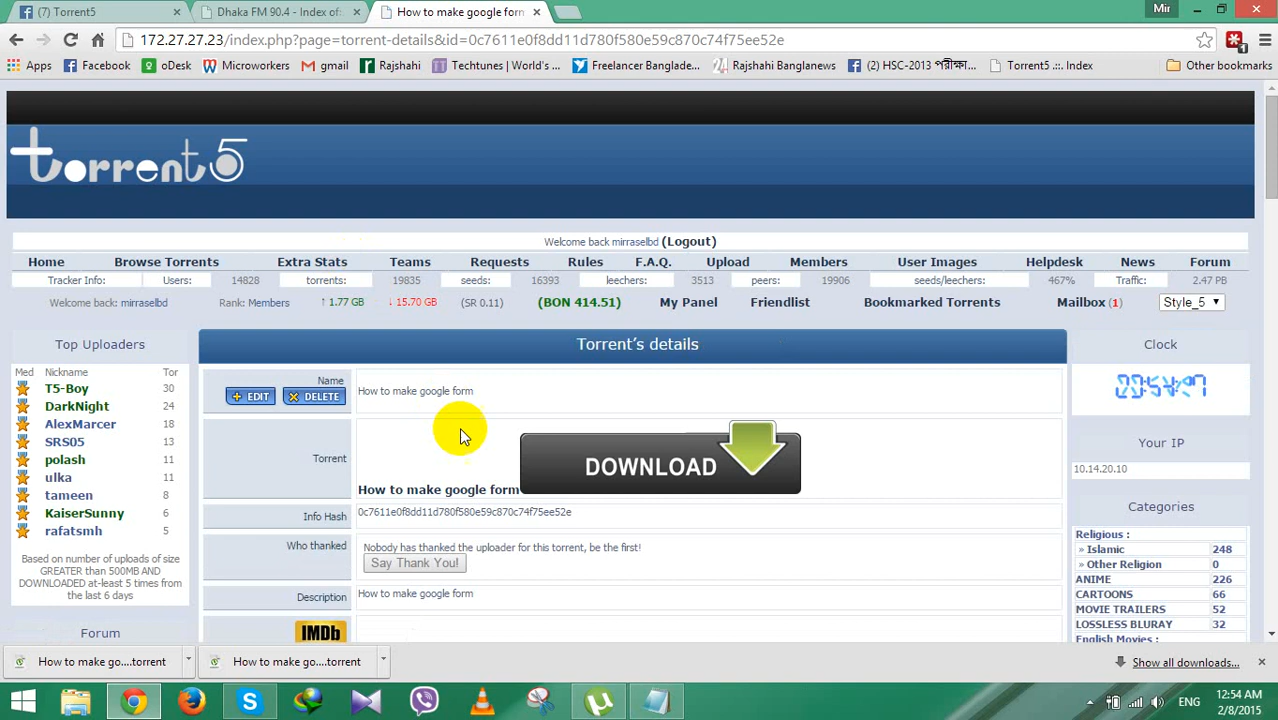 (7) Torrent5
Dhaka FM 90.4 - Index of
How to make google form
Mir
172.27.27.23/index.php?page=torrent-details&id=0c7611e0f8dd11d780f580e59c870c74f75ee52e
Apps Facebook oDesk Microworkers gmail Rajshahi Techtunes | World's ... Freelancer Banglade... Rajshahi Banglanews (2) HSC-2013 পরীক্ষা... Torrent5 .::. Index Other bookmarks
torrent 5
Welcome back mirraselbd (Logout)
Home Browse Torrents Extra Stats Teams Requests Rules F.A.Q. Upload Members User Images Helpdesk News Forum
Tracker Info: Users: 14828 torrents: 19835 seeds: 16393 leechers: 3513 peers: 19906 seeds/leechers: 467% Traffic: 2.47 PB
Welcome back: mirraselbd Rank: Members ↑ 1.77 GB ↓ 15.70 GB (SR 0.11) (BON 414.51) My Panel Friendlist Bookmarked Torrents Mailbox (1) Style_5
Top Uploaders
Med Nickname Tor
T5-Boy 30
DarkNight 24
AlexMarcer 18
SRS05 13
polash 11
ulka 11
tameen 8
KaiserSunny 6
rafatsmh 5
Based on number of uploads of size
GREATER than 500MB AND
DOWNLOADED at-least 5 times from
the last 6 days
Forum
Torrent's details
Name
EDIT DELETE
How to make google form
Torrent
DOWNLOAD
How to make google form
Info Hash 0c7611e0f8dd11d780f580e59c870c74f75ee52e
Who thanked Nobody has thanked the uploader for this torrent, be the first!
Say Thank You!
Description How to make google form
IMDb
Clock
Your IP
10.14.20.10
Categories
Religious :
» Islamic 248
» Other Religion 0
ANIME 226
CARTOONS 66
MOVIE TRAILERS 52
LOSSLESS BLURAY 32
English Movies :
How to make go....torrent
How to make go....torrent
Show all downloads...
ENG
12:54 AM
2/8/2015